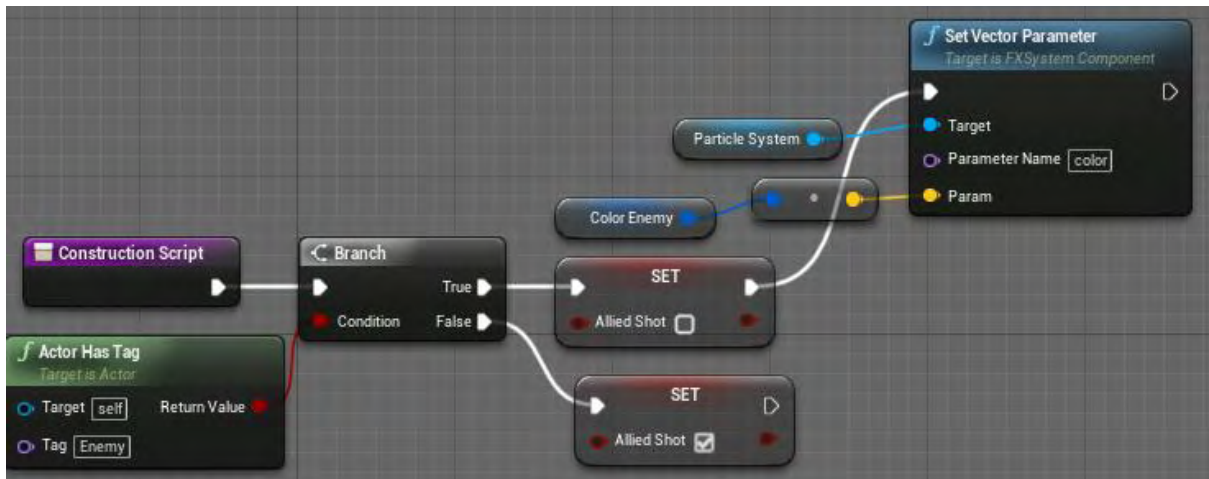 Set Vector Parameter
Target is FXSystem Component
Target
Parameter Name color
Param
Particle System
Color Enemy
Construction Script
Branch
True
Condition
False
SET
Allied Shot
SET
Allied Shot
Actor Has Tag
Target is Actor
Target self
Return Value
Tag Enemy